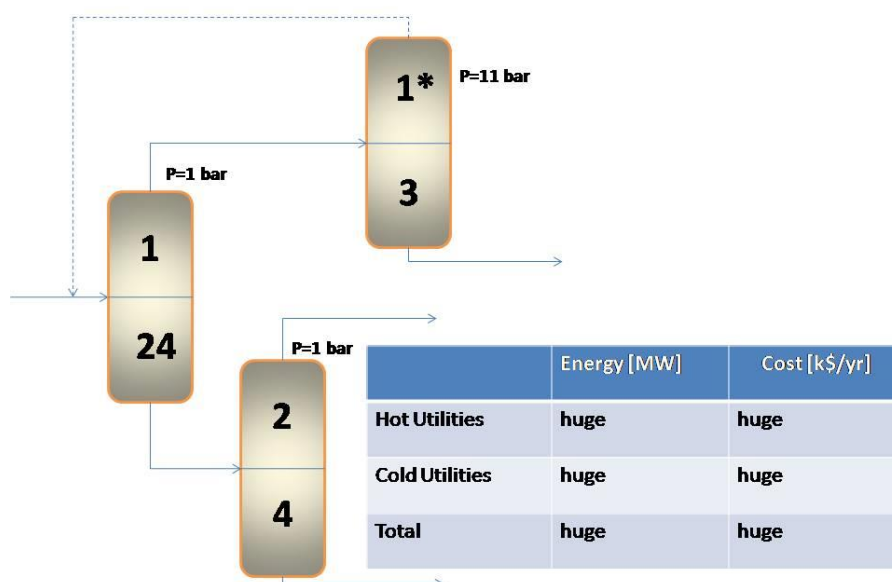 1*
P=11 bar
3
P=1 bar
1
24
P=1 bar
2
4
Energy [MW] Cost [k$/yr]
Hot Utilities huge huge
Cold Utilities huge huge
Total huge huge